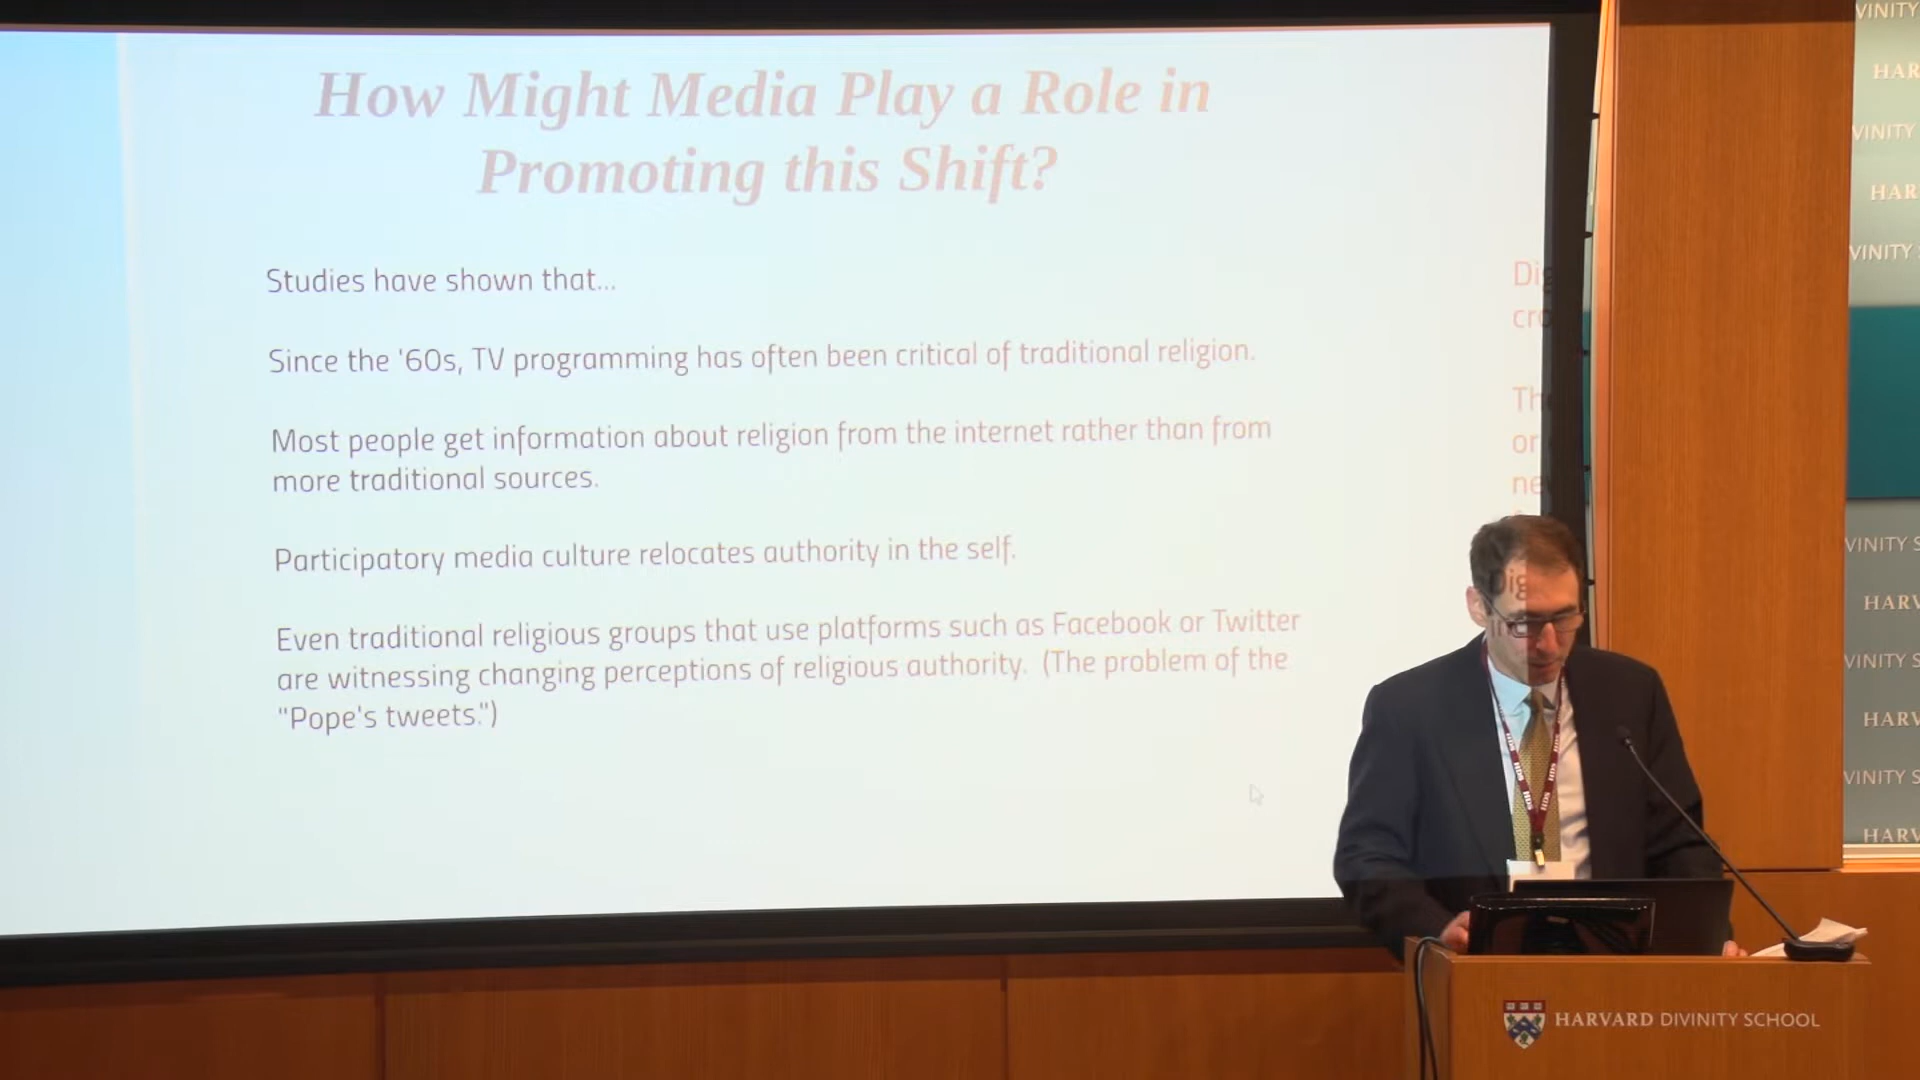 How Might Media Play a Role in
Promoting this Shift?
Studies have shown that...
Since the '60s, TV programming has often been critical of traditional religion.
Most people get information about religion from the internet rather than from
more traditional sources.
Participatory media culture relocates authority in the self.
Even traditional religious groups that use platforms such as Facebook or Twitter
are witnessing changing perceptions of religious authority. (The problem of the
"Pope's tweets.")
HDS
HDS
HDS
HDS
HARVARD DIVINITY SCHOOL